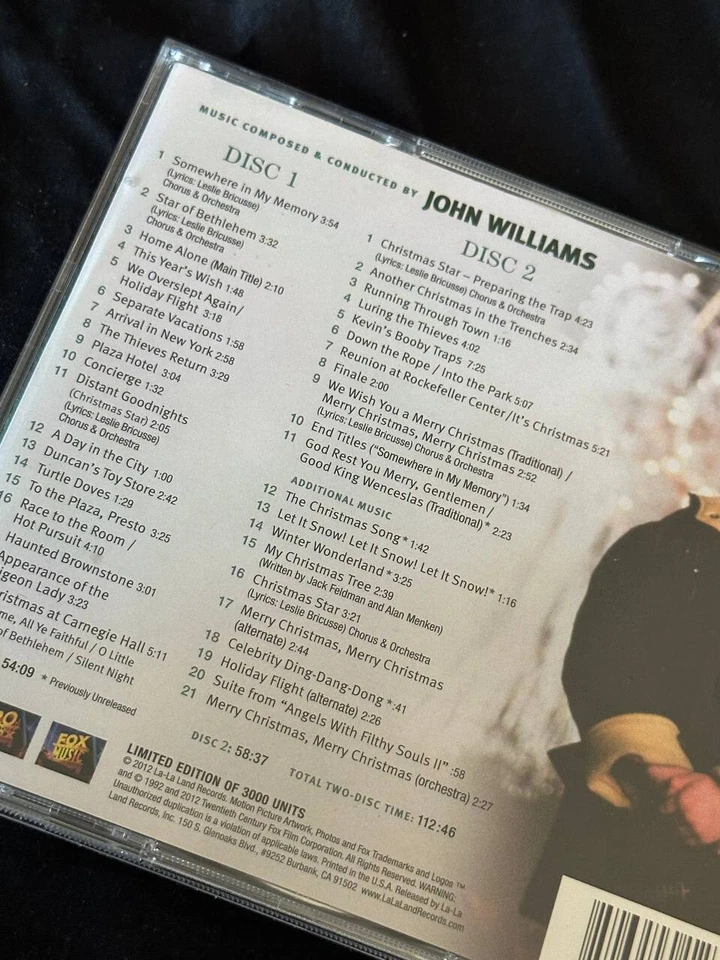 MUSIC COMPOSED & CONDUCTED BY JOHN WILLIAMS
DISC 1
1 Somewhere in My Memory 3:54
(Lyrics: Leslie Bricusse)
Chorus & Orchestra
2 Star of Bethlehem 3:32
(Lyrics: Leslie Bricusse)
Chorus & Orchestra
3 Home Alone (Main Title) 2:10
4 This Year's Wish 1:48
5 We Overslept Again/
Holiday Flight 3:18
6 Separate Vacations 1:58
7 Arrival in New York 2:58
8 The Thieves Return 3:29
9 Plaza Hotel 3:04
10 Concierge 1:32
11 Distant Goodnights
(Christmas Star) 2:05
(Lyrics: Leslie Bricusse)
Chorus & Orchestra
12 A Day in the City 1:00
13 Duncan's Toy Store 2:42
14 Turtle Doves 1:29
15 To the Plaza, Presto 3:25
16 Race to the Room /
Hot Pursuit 4:10
Haunted Brownstone 3:01
Appearance of the
igeon Lady 3:23
ristmas at Carnegie Hall 5:11
me, All Ye Faithful / O Little
of Bethlehem / Silent Night
54:09 * Previously Unreleased
DISC 2
1 Christmas Star – Preparing the Trap 4:23
(Lyrics: Leslie Bricusse) Chorus & Orchestra
2 Another Christmas in the Trenches 2:34
3 Running Through Town 1:16
4 Luring the Thieves 4:02
5 Kevin's Booby Traps 7:25
6 Down the Rope / Into the Park 5:07
7 Reunion at Rockefeller Center/It's Christmas 5:21
8 Finale 2:00
9 We Wish You a Merry Christmas (Traditional) /
Merry Christmas, Merry Christmas 2:52
(Lyrics: Leslie Bricusse) Chorus & Orchestra
10 End Titles ("Somewhere in My Memory") 1:34
11 God Rest You Merry, Gentlemen /
Good King Wenceslas (Traditional)* 2:23
ADDITIONAL MUSIC
12 The Christmas Song* 1:42
13 Let It Snow! Let It Snow! Let It Snow!* 1:16
14 Winter Wonderland* 3:25
15 My Christmas Tree 2:39
(Written by Jack Feldman and Alan Menken)
16 Christmas Star 3:21
(Lyrics: Leslie Bricusse) Chorus & Orchestra
17 Merry Christmas, Merry Christmas
(alternate) 2:44
18 Celebrity Ding-Dang-Dong *:41
19 Holiday Flight (alternate) 2:26
20 Suite from "Angels With Filthy Souls II" :58
21 Merry Christmas, Merry Christmas (orchestra) 2:27
DISC 2: 58:37 TOTAL TWO-DISC TIME: 112:46
FOX
MUSIC
LIMITED EDITION OF 3000 UNITS
© 2012 La-La Land Records. Motion Picture Artwork, Photos and Fox Trademarks and Logos ™
and © 1992 and 2012 Twentieth Century Fox Film Corporation. All Rights Reserved. WARNING:
Unauthorized duplication is a violation of applicable laws. Printed in the U.S.A. Released by La-La
Land Records, Inc. 150 S. Glenoaks Blvd., #9252 Burbank, CA 91502 www.LaLaLandRecords.com